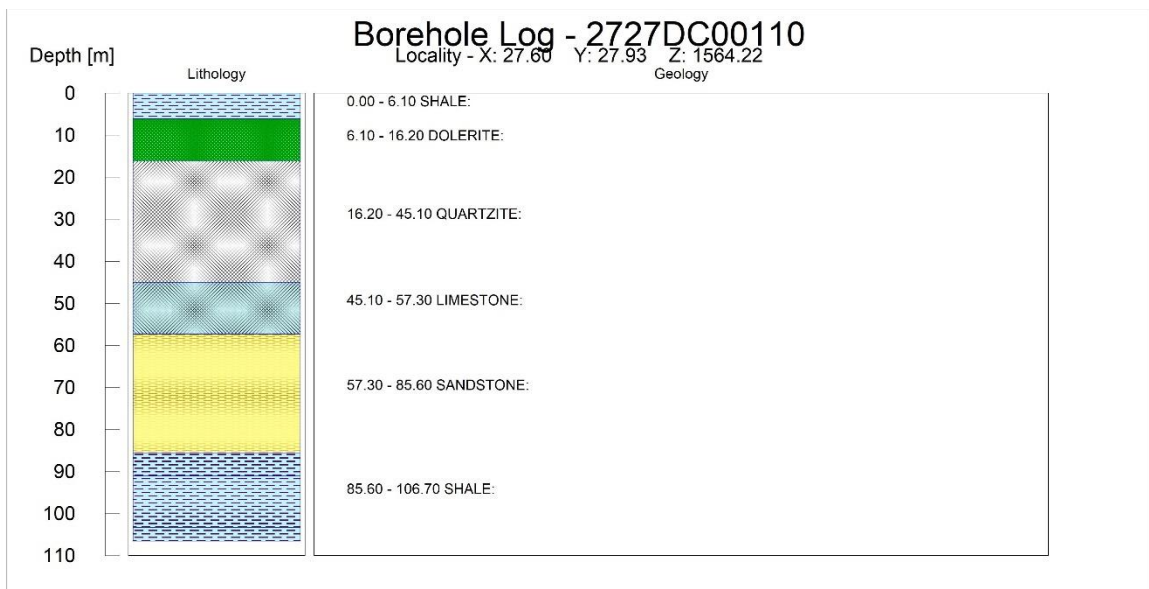 Borehole Log - 2727DC00110
Locality - X: 27.60 Y: 27.93 Z: 1564.22
Depth [m]
Lithology
Geology
0
0.00 - 6.10 SHALE:
10
6.10 - 16.20 DOLERITE:
20
30
16.20 - 45.10 QUARTZITE:
40
50
45.10 - 57.30 LIMESTONE:
60
70
57.30 - 85.60 SANDSTONE:
80
90
85.60 - 106.70 SHALE:
100
110